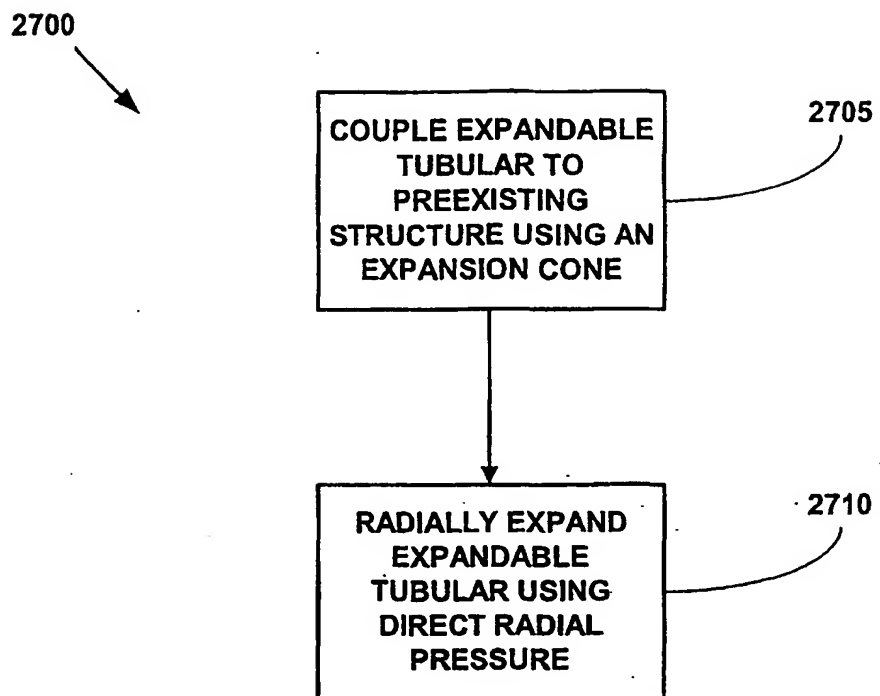 2700
COUPLE EXPANDABLE
TUBULAR TO
PREEXISTING
STRUCTURE USING AN
EXPANSION CONE
2705
RADIALLY EXPAND
EXPANDABLE
TUBULAR USING
DIRECT RADIAL
PRESSURE
2710